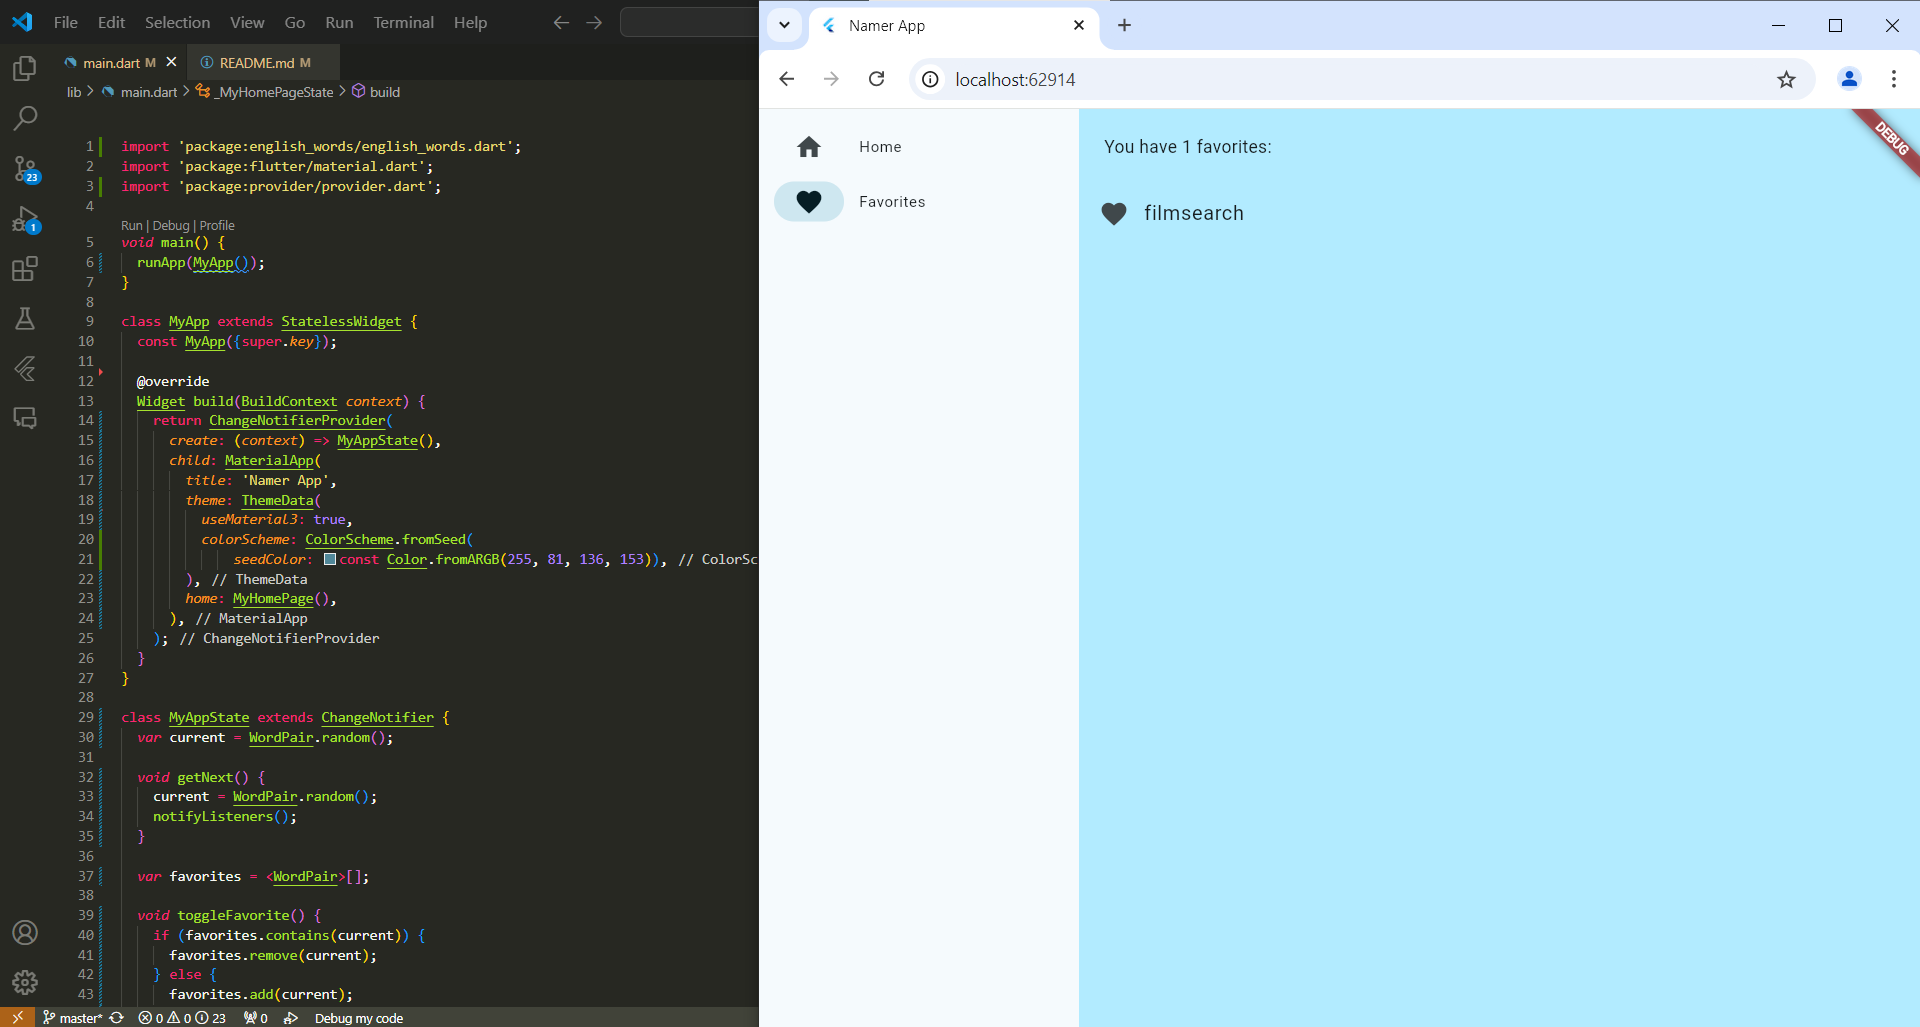 File Edit Selection View Go Run Terminal Help
main.dart M
README.md M
lib > main.dart > _MyHomePageState > build
1 import 'package:english_words/english_words.dart';
2 import 'package:flutter/material.dart';
3 import 'package:provider/provider.dart';
4
Run | Debug | Profile
5 void main() {
6 runApp(MyApp());
7 }
8
9 class MyApp extends StatelessWidget {
10 const MyApp({super.key});
11
12 @override
13 Widget build(BuildContext context) {
14 return ChangeNotifierProvider(
15 create: (context) => MyAppState(),
16 child: MaterialApp(
17 title: 'Namer App',
18 theme: ThemeData(
19 useMaterial3: true,
20 colorScheme: ColorScheme.fromSeed(
21 seedColor: const Color.fromARGB(255, 81, 136, 153)), // ColorSc
22 ), // ThemeData
23 home: MyHomePage(),
24 ), // MaterialApp
25 ); // ChangeNotifierProvider
26 }
27 }
28
29 class MyAppState extends ChangeNotifier {
30 var current = WordPair.random();
31
32 void getNext() {
33 current = WordPair.random();
34 notifyListeners();
35 }
36
37 var favorites = <WordPair>[];
38
39 void toggleFavorite() {
40 if (favorites.contains(current)) {
41 favorites.remove(current);
42 } else {
43 favorites.add(current);
23
1
master* 0 0 23 0 Debug my code
Namer App
localhost:62914
Home
Favorites
You have 1 favorites:
filmsearch
DEBUG